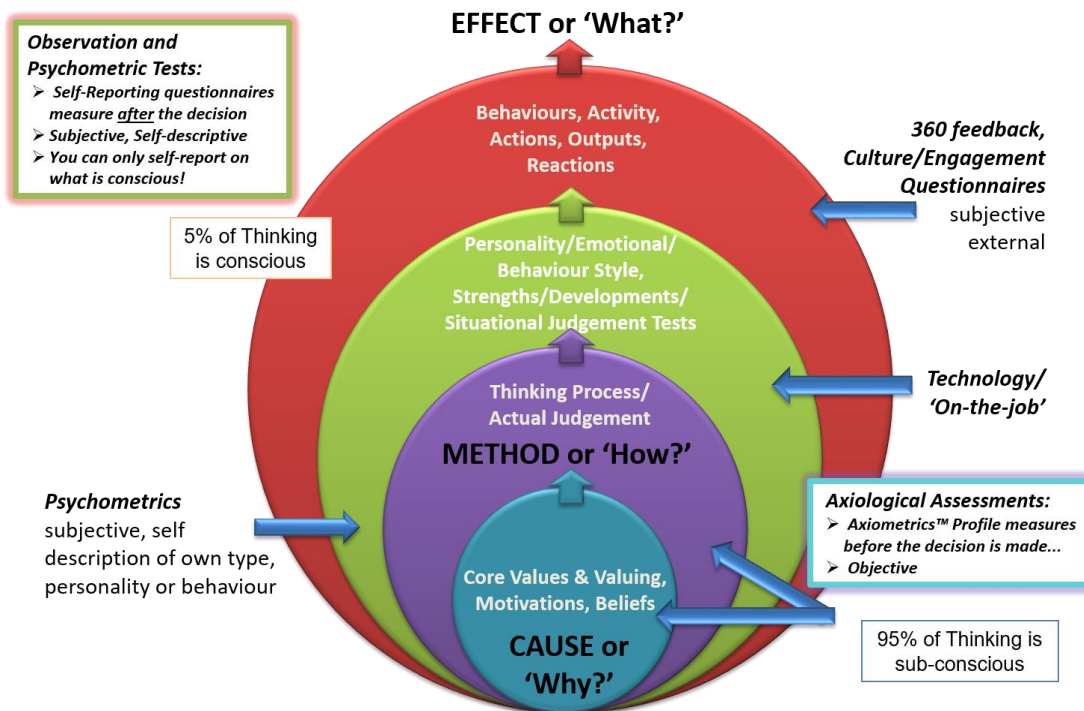 EFFECT or ‘What?’
Observation and
Psychometric Tests:
➢ Self-Reporting questionnaires
measure after the decision
➢ Subjective, Self-descriptive
➢ You can only self-report on
what is conscious!
5% of Thinking
is conscious
Behaviours, Activity,
Actions, Outputs,
Reactions
360 feedback,
Culture/Engagement
Questionnaires
subjective
external
Personality/Emotional/
Behaviour Style,
Strengths/Developments/
Situational Judgement Tests
Technology/
‘On-the-job’
Thinking Process/
Actual Judgement
METHOD or ‘How?’
Psychometrics
subjective, self
description of own type,
personality or behaviour
Axiological Assessments:
➢ Axiometrics™ Profile measures
before the decision is made...
➢ Objective
Core Values & Valuing,
Motivations, Beliefs
CAUSE or
‘Why?’
95% of Thinking is
sub-conscious